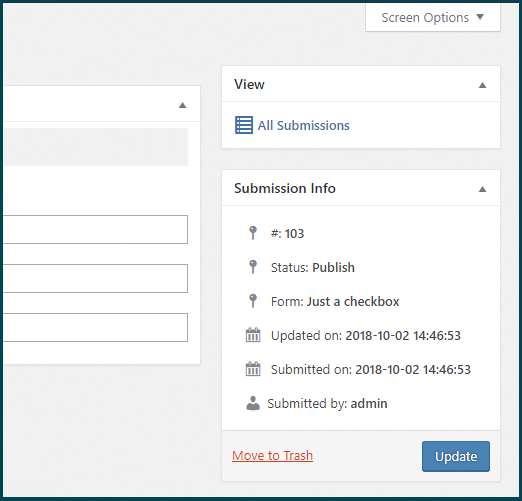 Screen Options
View
All Submissions
Submission Info
#: 103
Status: Publish
Form: Just a checkbox
Updated on: 2018-10-02 14:46:53
Submitted on: 2018-10-02 14:46:53
Submitted by: admin
Move to Trash
Update